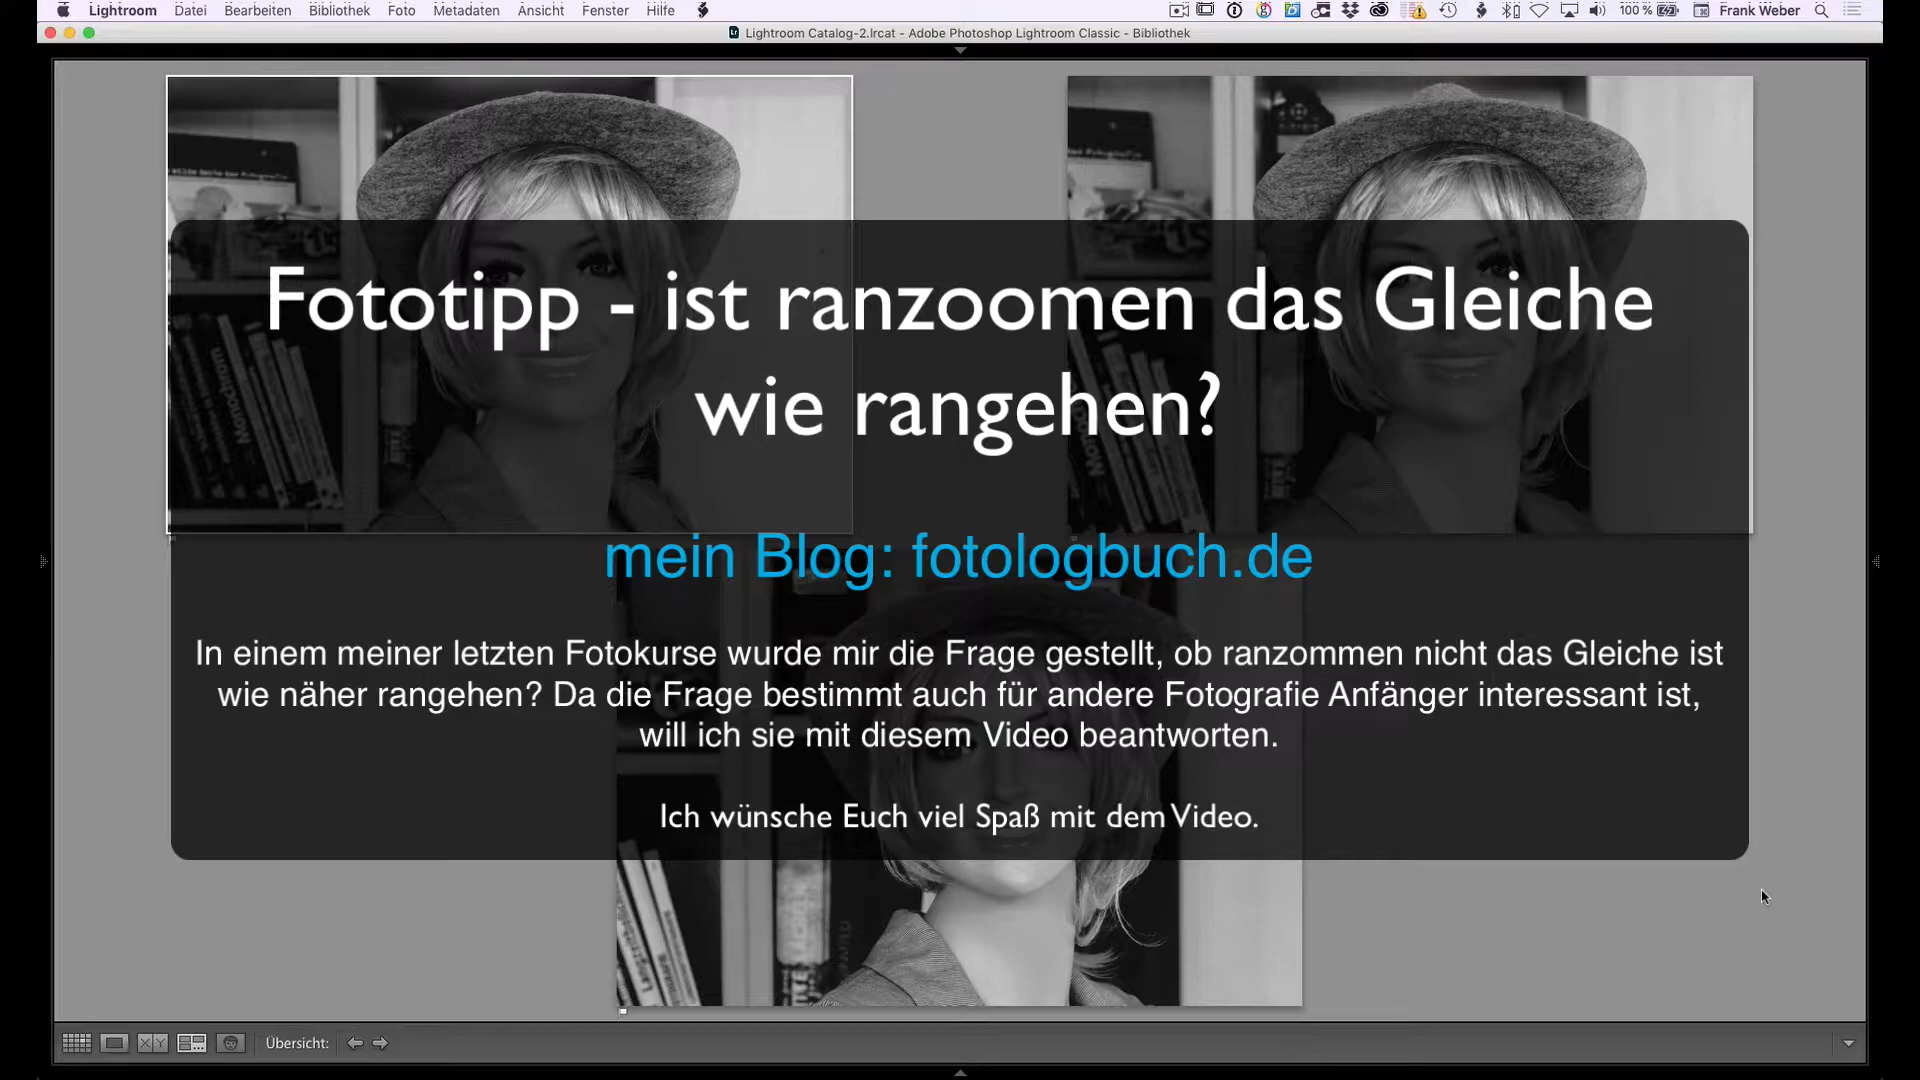 Lightroom Datei Bearbeiten Bibliothek Foto Metadaten Ansicht Fenster Hilfe 100 % Frank Weber
Lightroom Catalog-2.lrcat - Adobe Photoshop Lightroom Classic - Bibliothek
Fototipp - ist ranzoomen das Gleiche
wie rangehen?
mein Blog: fotologbuch.de
In einem meiner letzten Fotokurse wurde mir die Frage gestellt, ob ranzommen nicht das Gleiche ist
wie näher rangehen? Da die Frage bestimmt auch für andere Fotografie Anfänger interessant ist,
will ich sie mit diesem Video beantworten.
Ich wünsche Euch viel Spaß mit dem Video.
Monochrom
Übersicht: